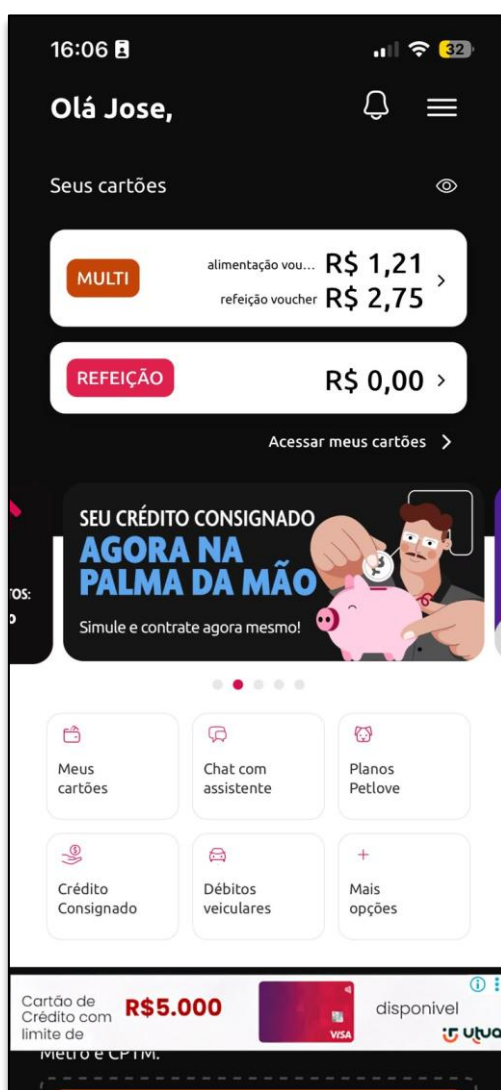 16:06
32
Olá Jose,
Seus cartões
MULTI
alimentação vou... R$ 1,21
refeição voucher R$ 2,75
REFEIÇÃO
R$ 0,00
Acessar meus cartões
TOS:
o
SEU CRÉDITO CONSIGNADO
AGORA NA
PALMA DA MÃO
Simule e contrate agora mesmo!
Meus
cartões
Chat com
assistente
Planos
Petlove
Crédito
Consignado
Débitos
veiculares
Mais
opções
Cartão de
Crédito com
limite de
R$5.000
VISA
disponivel
utua
Metrô e CPTM.